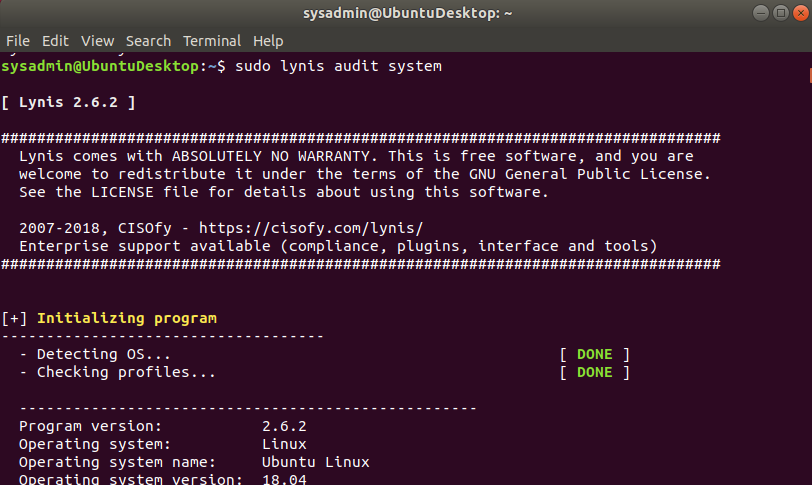 sysadmin@UbuntuDesktop: ~
File Edit View Search Terminal Help
sysadmin@UbuntuDesktop:~$ sudo lynis audit system
[ Lynis 2.6.2 ]
################################################################################
Lynis comes with ABSOLUTELY NO WARRANTY. This is free software, and you are
welcome to redistribute it under the terms of the GNU General Public License.
See the LICENSE file for details about using this software.
2007-2018, CISOfy - https://cisofy.com/lynis/
Enterprise support available (compliance, plugins, interface and tools)
################################################################################
[+] Initializing program
------------------------------------
- Detecting OS... [ DONE ]
- Checking profiles... [ DONE ]
---------------------------------------------------
Program version: 2.6.2
Operating system: Linux
Operating system name: Ubuntu Linux
Operating system version: 18.04